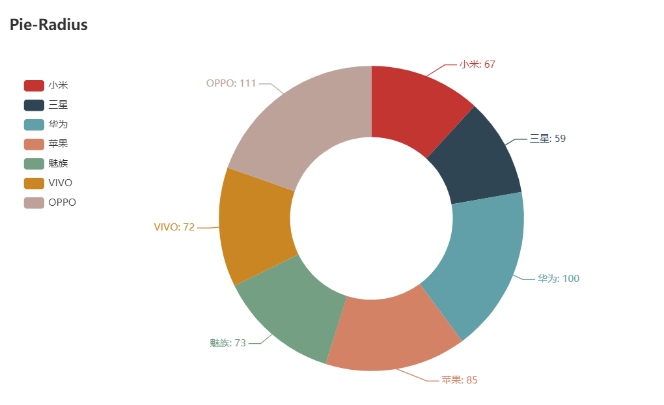 Pie-Radius
小米
三星
华为
苹果
魅族
VIVO
OPPO
小米: 67
三星: 59
华为: 100
苹果: 85
魅族: 73
VIVO: 72
OPPO: 111